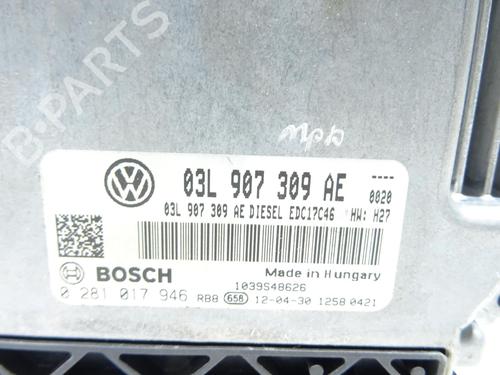 B-PARTS
03L 907 309 AE ----
0020
03L 907 309 AE DIESEL EDC17C46 HW: H27
BOSCH
Made in Hungary
1039S48626
0 281 017 946 RB8 658 12-04-30 1258 0421